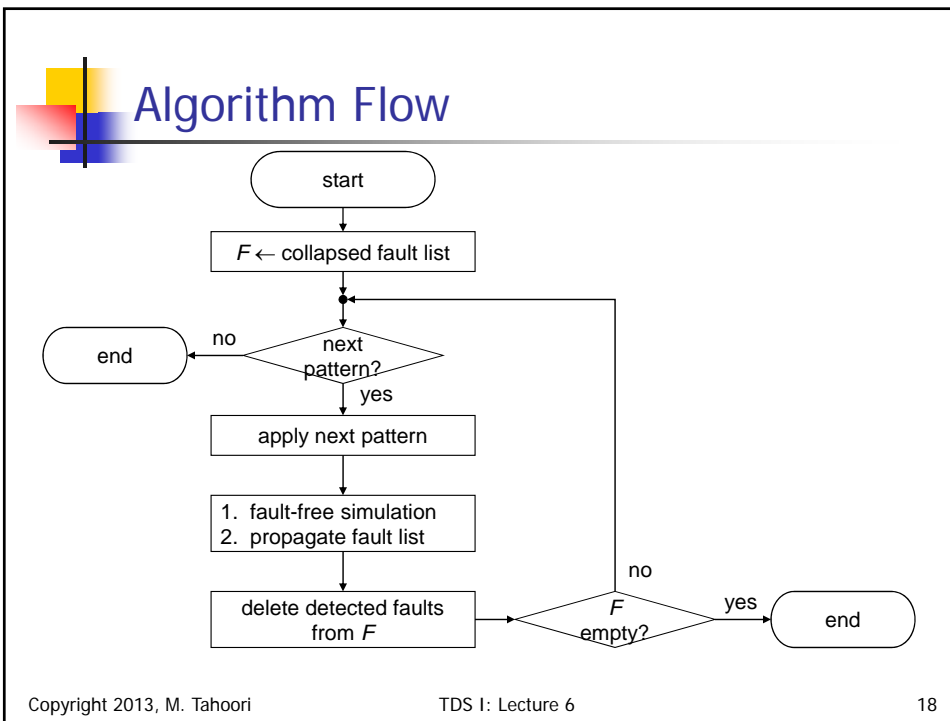 Algorithm Flow
start
F ← collapsed fault list
no
end
next
pattern?
yes
apply next pattern
1. fault-free simulation
2. propagate fault list
no
delete detected faults
from F
F
empty?
yes
end
Copyright 2013, M. Tahoori
TDS I: Lecture 6
18